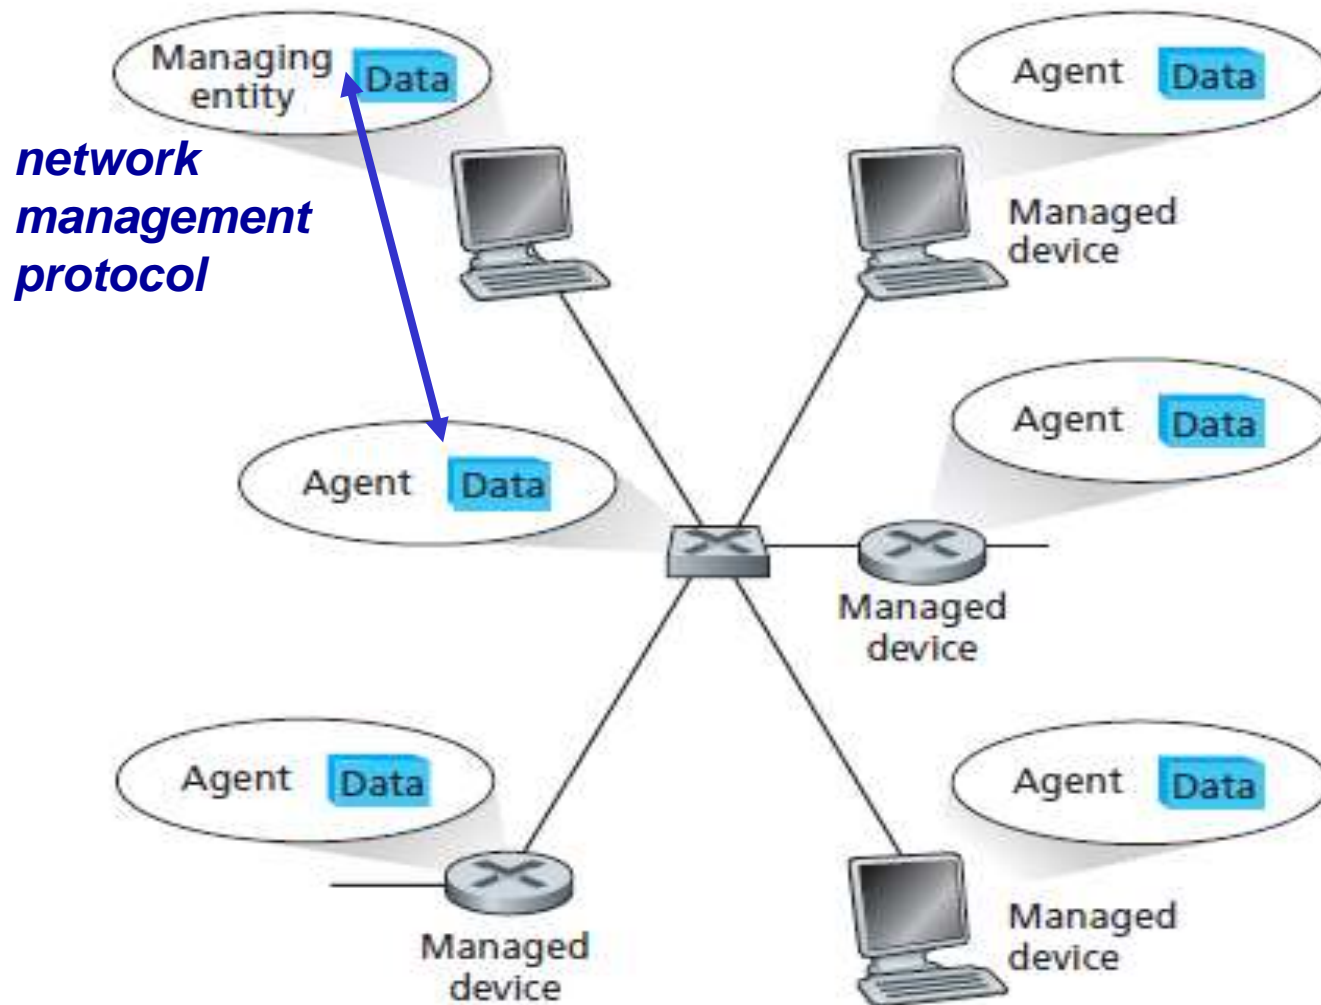 Managing
entity
Data
Agent
Data
network
management
protocol
Managed
device
Agent
Data
Agent
Data
Managed
device
Agent
Data
Agent
Data
Managed
device
Managed
device